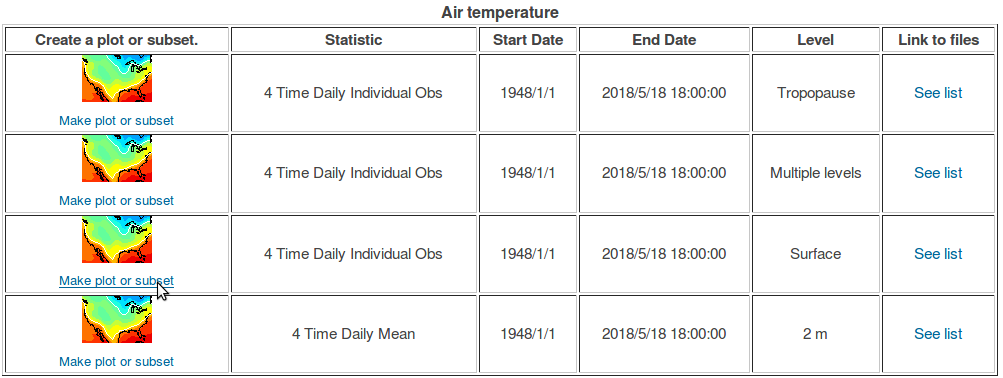 Air temperature
Create a plot or subset. Statistic Start Date End Date Level Link to files
4 Time Daily Individual Obs 1948/1/1 2018/5/18 18:00:00 Tropopause See list
Make plot or subset
4 Time Daily Individual Obs 1948/1/1 2018/5/18 18:00:00 Multiple levels See list
Make plot or subset
4 Time Daily Individual Obs 1948/1/1 2018/5/18 18:00:00 Surface See list
Make plot or subset
4 Time Daily Mean 1948/1/1 2018/5/18 18:00:00 2 m See list
Make plot or subset